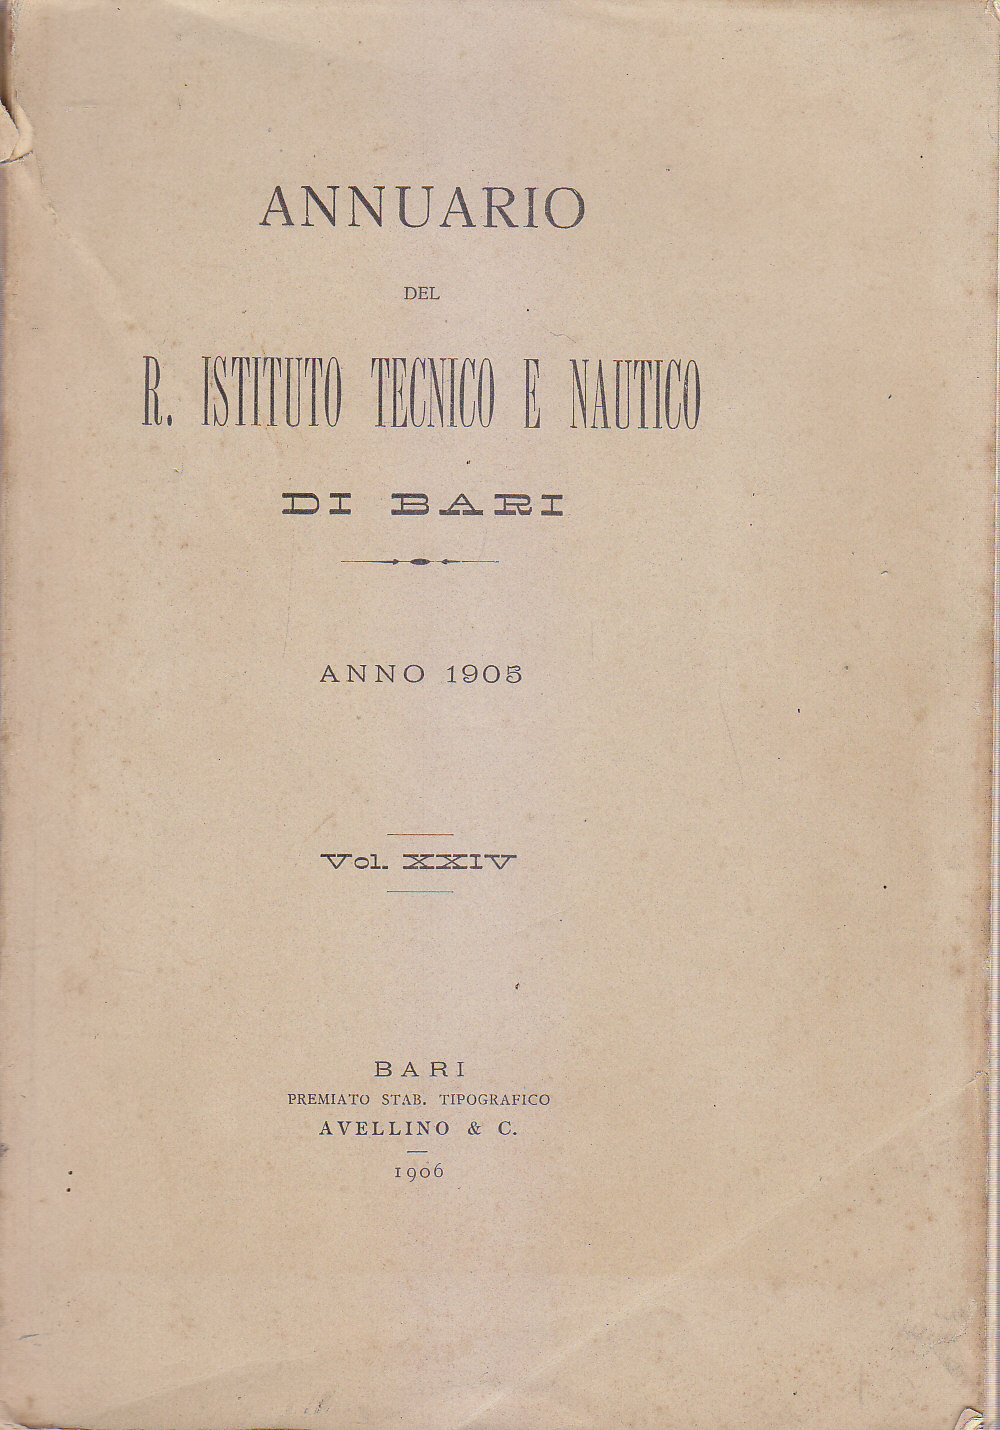 ANNUARIO
DEL
R. ISTITUTO TECNICO E NAUTICO
DI BARI
ANNO 1905
Vol. XXIV
BARI
PREMIATO STAB. TIPOGRAFICO
AVELLINO & C.
1906